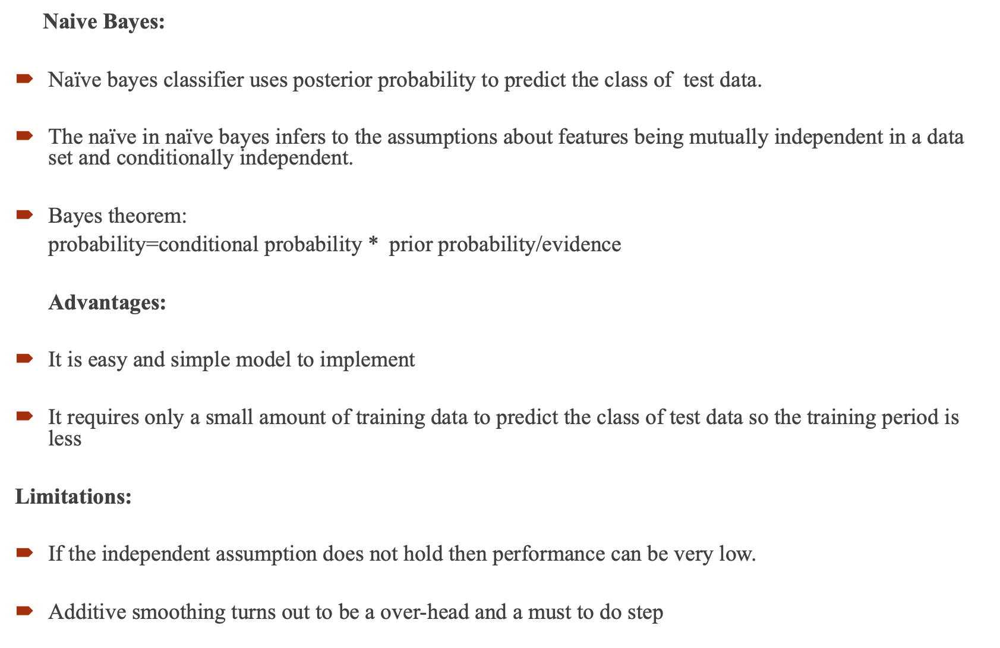 Naive Bayes:
Naïve bayes classifier uses posterior probability to predict the class of  test data.
The naïve in naïve bayes infers to the assumptions about features being mutually independent in a data
set and conditionally independent.
Bayes theorem:
probability=conditional probability *  prior probability/evidence
Advantages:
It is easy and simple model to implement
It requires only a small amount of training data to predict the class of test data so the training period is
less
Limitations:
If the independent assumption does not hold then performance can be very low.
Additive smoothing turns out to be a over-head and a must to do step